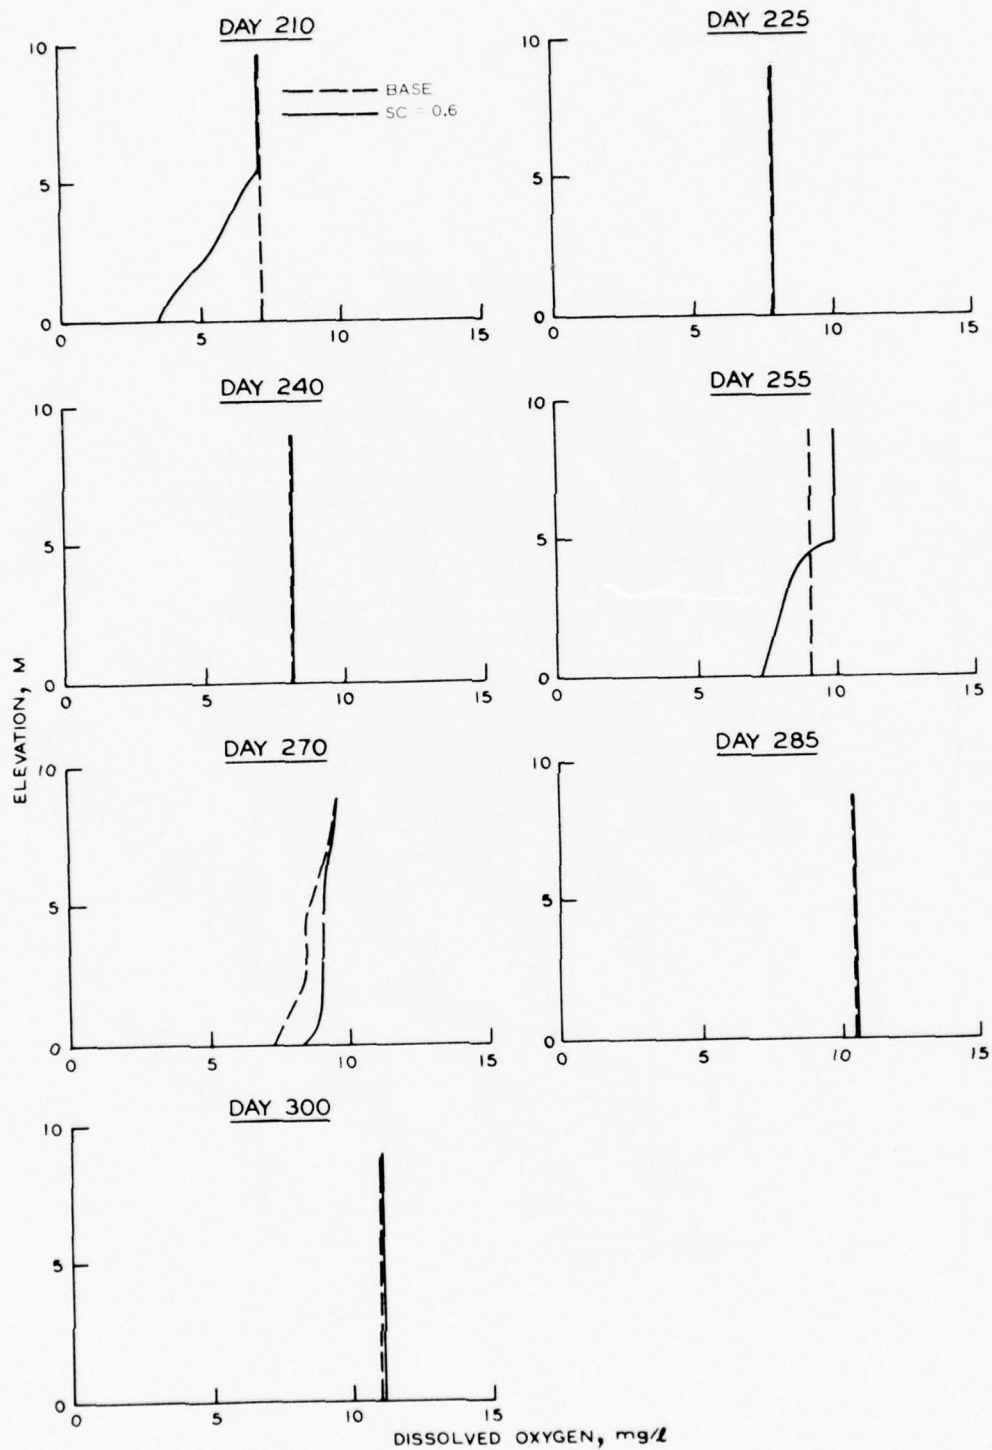 DAY 210
10
5
0
0 5 10 15
BASE
SC = 0.6
DAY 225
10
5
0
0 5 10 15
DAY 240
10
5
0
0 5 10 15
DAY 255
10
5
0
0 5 10 15
ELEVATION, M
DAY 270
10
5
0
0 5 10 15
DAY 285
10
5
0
0 5 10 15
DAY 300
10
5
0
0 5 10 15
DISSOLVED OXYGEN, mg/l